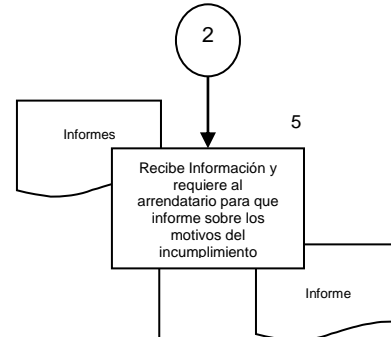 2
5
Informes
Recibe Información y
requiere al
arrendatario para que
informe sobre los
motivos del
incumplimiento
Informe